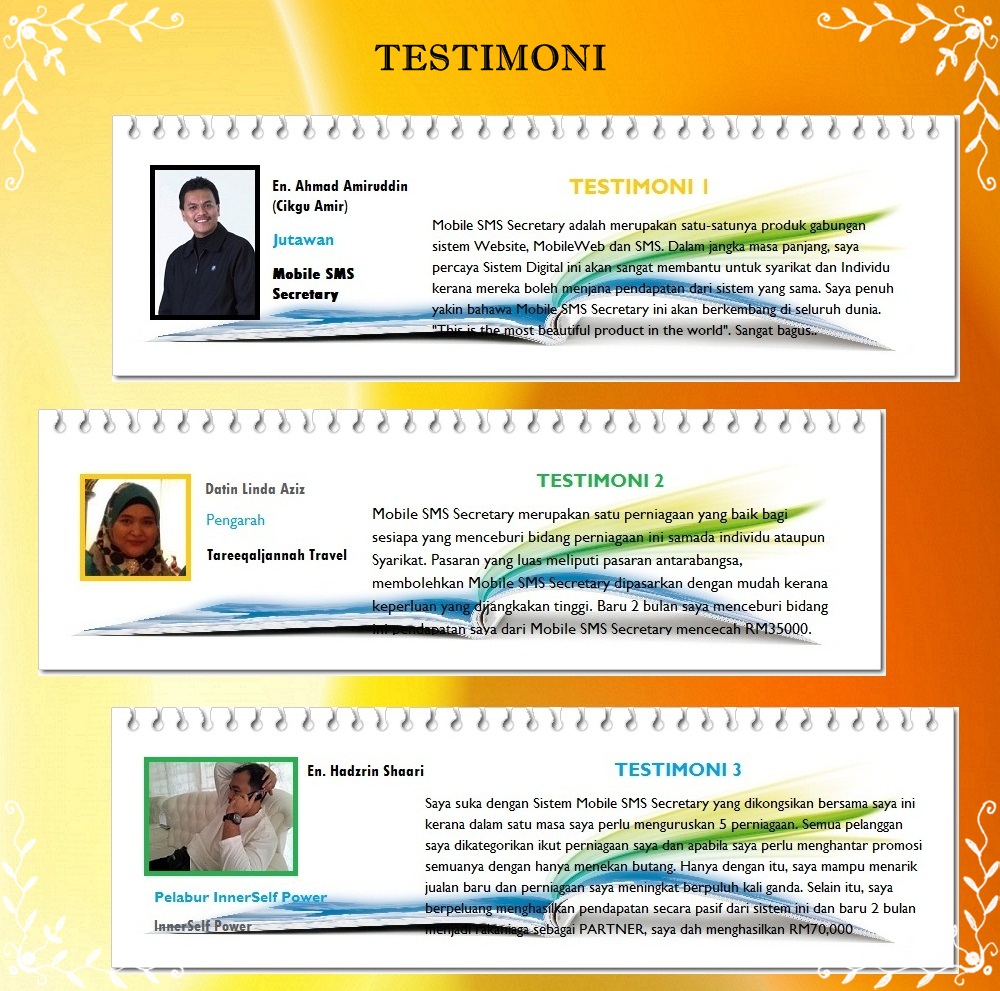 TESTIMONI
En. Ahmad Amiruddin
(Cikgu Amir)
Jutawan
Mobile SMS
Secretary
TESTIMONI 1
Mobile SMS Secretary adalah merupakan satu-satunya produk gabungan
sistem Website, MobileWeb dan SMS. Dalam jangka masa panjang, saya
percaya Sistem Digital ini akan sangat membantu untuk syarikat dan Individu
kerana mereka boleh menjana pendapatan dari sistem yang sama. Saya penuh
yakin bahawa Mobile SMS Secretary ini akan berkembang di seluruh dunia.
"This is the most beautiful product in the world". Sangat bagus..
Datin Linda Aziz
Pengarah
Tareeqaljannah Travel
TESTIMONI 2
Mobile SMS Secretary merupakan satu perniagaan yang baik bagi
sesiapa yang menceburi bidang perniagaan ini samada individu ataupun
Syarikat. Pasaran yang luas meliputi pasaran antarabangsa,
membolehkan Mobile SMS Secretary dipasarkan dengan mudah kerana
keperluan yang dijangkakan tinggi. Baru 2 bulan saya menceburi bidang
ini pendapatan saya dari Mobile SMS Secretary mencecah RM35000.
En. Hadzrin Shaari
Pelabur InnerSelf Power
InnerSelf Power
TESTIMONI 3
Saya suka dengan Sistem Mobile SMS Secretary yang dikongsikan bersama saya ini
kerana dalam satu masa saya perlu menguruskan 5 perniagaan. Semua pelanggan
saya dikategorikan ikut perniagaan saya dan apabila saya perlu menghantar promosi
semuanya dengan hanya menekan butang. Hanya dengan itu, saya mampu menarik
jualan baru dan perniagaan saya meningkat berpuluh kali ganda. Selain itu, saya
berpeluang menghasilkan pendapatan secara pasif dari sistem ini dan baru 2 bulan
menjadi rakaniaga sebagai PARTNER, saya dah menghasilkan RM70,000